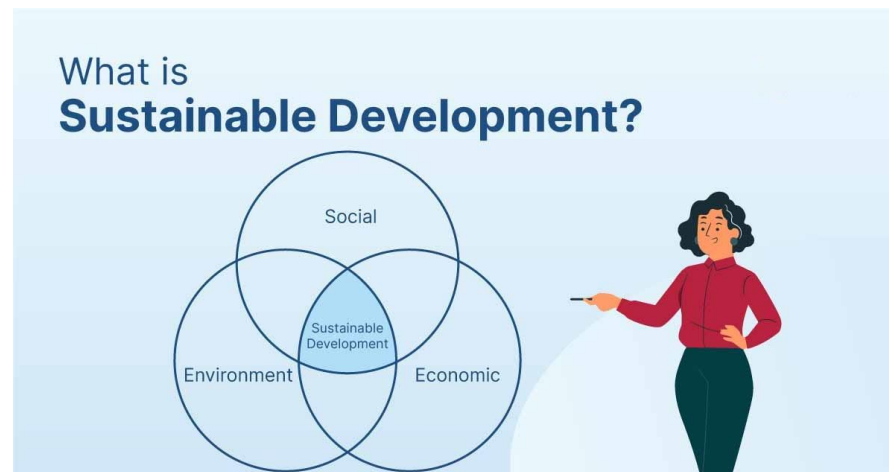 What is
Sustainable Development?
Social
Sustainable
Development
Environment
Economic